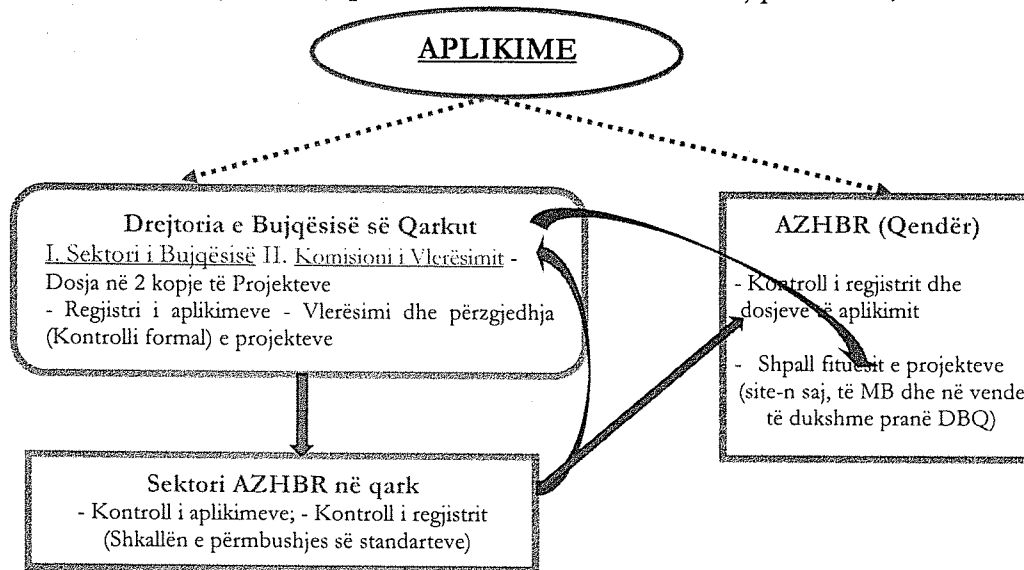 APLIKIME
Drejtoria e Bujqësisë së Qarkut
I. Sektori i Bujqësisë II. Komisioni i Vlerësimit -
Dosja në 2 kopje të Projekteve
- Regjistri i aplikimeve - Vlerësimi dhe përzgjedhja
(Kontrolli formal) e projekteve
AZHBR (Qendër)
- Kontroll i regjistrit dhe
dosjeve të aplikimit
- Shpall fituesit e projekteve
(site-n saj, të MB dhe në vende
të dukshme pranë DBQ)
Sektori AZHBR në qark
- Kontroll i aplikimeve; - Kontroll i regjistrit
(Shkallën e përmbushjes së standarteve)